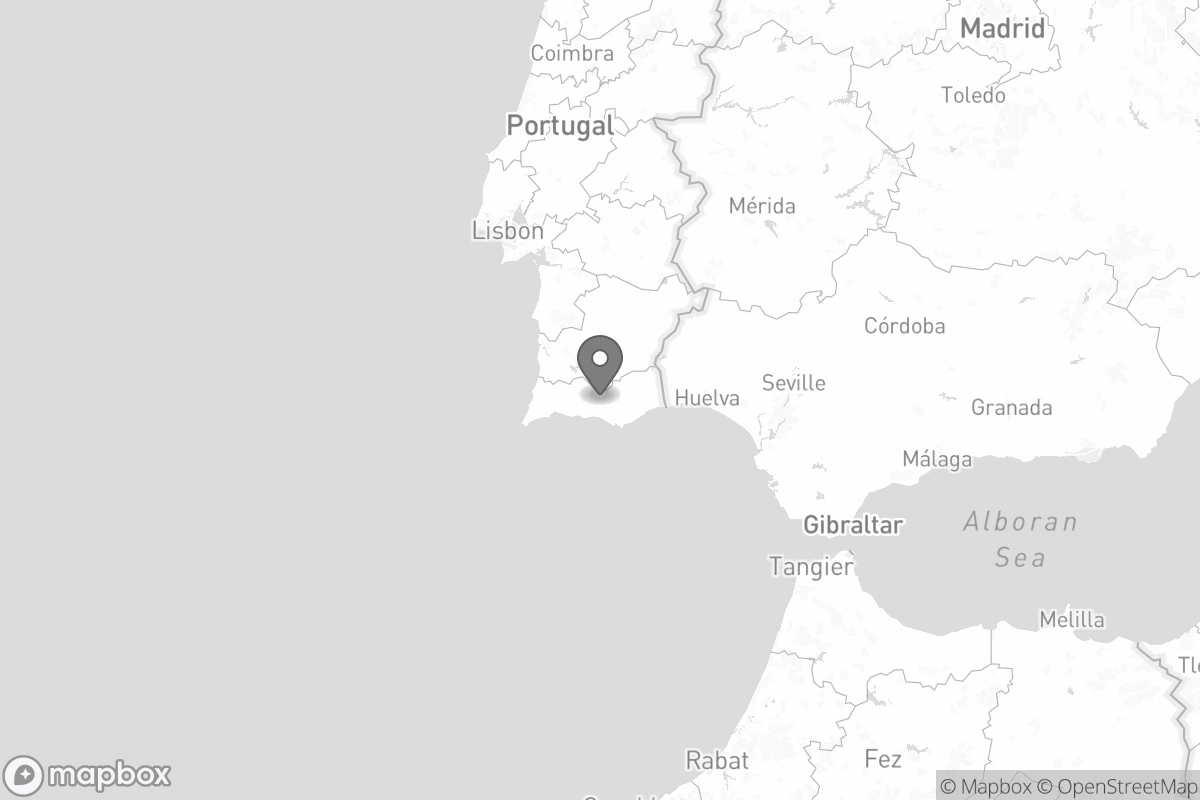 Madrid
Coimbra
Toledo
Portugal
Mérida
Lisbon
Córdoba
Seville
Huelva
Granada
Málaga
Gibraltar
Alboran
Sea
Tangier
Melilla
Rabat
Fez
mapbox
© Mapbox © OpenStreetMap